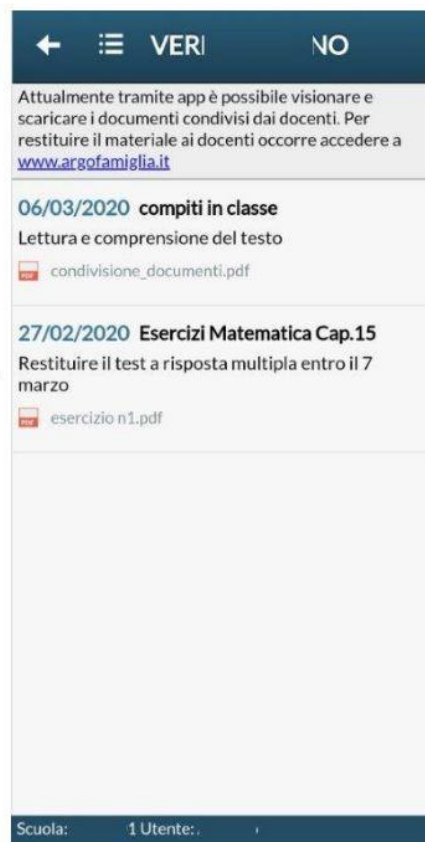 VERI NO
Attualmente tramite app è possibile visionare e
scaricare i documenti condivisi dai docenti. Per
restituire il materiale ai docenti occorre accedere a
www.argofamiglia.it
06/03/2020 compiti in classe
Lettura e comprensione del testo
PDF condivisione_documenti.pdf
27/02/2020 Esercizi Matematica Cap.15
Restituire il test a risposta multipla entro il 7
marzo
PDF esercizio n1.pdf
Scuola: 1 Utente: